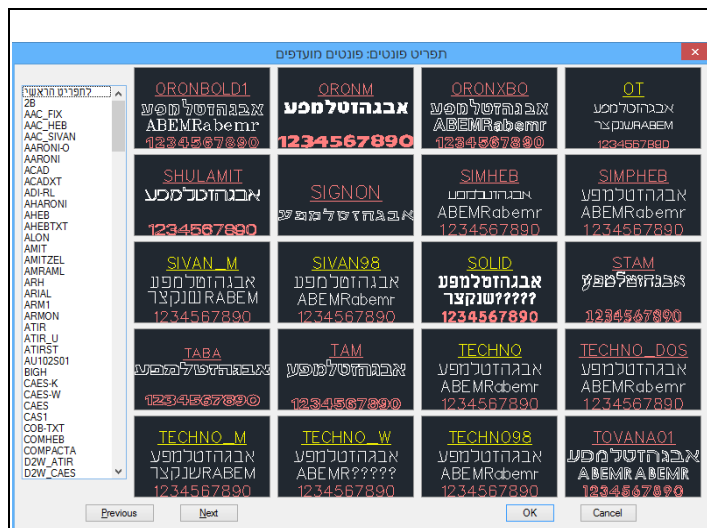 תפריט פונטים: פונטים מועדפים
לתפריט הראשי
2B
AAC_FIX
AAC_HEB
AAC_SIVAN
AARONI-O
AARONI
ACAD
ACADXT
ADI-RL
AHARONI
AHEB
AHEBTXT
ALON
AMIT
AMITZEL
AMRAML
ARH
ARIAL
ARM1
ARMON
ATIR
ATIR_U
ATIRST
AU102S01
BIGH
CAES-K
CAES-W
CAES
CAS1
COB-TXT
COMHEB
COMPACTA
D2W_ATIR
D2W_CAES
ORONBOLD1
אבגהזטלמפע
ABEMRabemr
1234567890
ORONM
אבגהזטלמפע
1234567890
ORONXBO
אבגהזטלמפע
ABEMRabemr
1234567890
OT
אבגהזטלמפע
שנקצרABEM
1234567890
SHULAMIT
אבגהזטלמפע
1234567890
SIGNON
אבגהזטלמפע
SIMHEB
אבגהזטלמפע
ABEMRabemr
1234567890
SIMPHEB
אבגהזטלמפע
ABEMRabemr
1234567890
SIVAN_M
אבגהזטלמפע
שנקצרABEM
1234567890
SIVAN98
אבגהזטלמפע
ABEMRabemr
1234567890
SOLID
אבגהזטלמפע
שנקצר?????
1234567890
STAM
אבגהזטלמפע
1234567890
TABA
אבגהזטלמפע
1234567890
TAM
אבגהזטלמפע
1234567890
TECHNO
אבגהזטלמפע
ABEMRabemr
1234567890
TECHNO_DOS
אבגהזטלמפע
ABEMRabemr
1234567890
TECHNO_M
אבגהזטלמפע
שנקצרABEM
1234567890
TECHNO_W
אבגהזטלמפע
ABEMR?????
1234567890
TECHNO98
אבגהזטלמפע
ABEMRabemr
1234567890
TOVANA01
אבגהזטלמפע
ABEMRABEMR
1234567890
Previous
Next
OK
Cancel